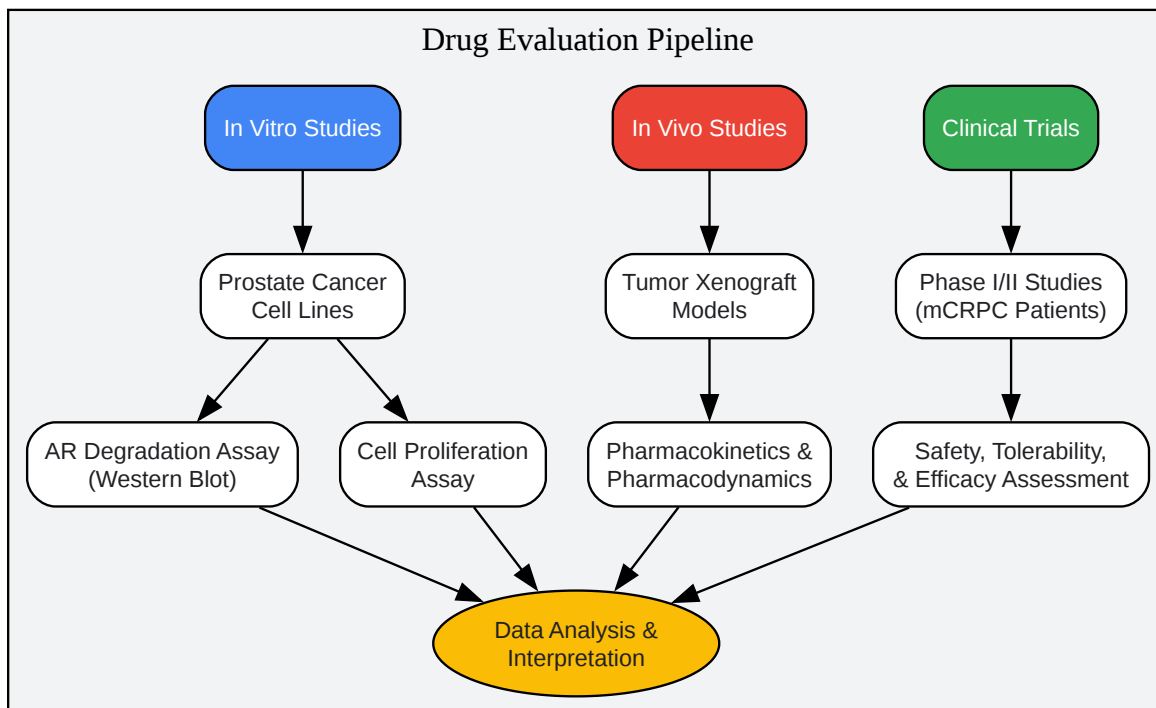 Drug Evaluation Pipeline
In Vitro Studies
In Vivo Studies
Clinical Trials
Prostate Cancer
Cell Lines
Tumor Xenograft
Models
Phase I/II Studies
(mCRPC Patients)
AR Degradation Assay
(Western Blot)
Cell Proliferation
Assay
Pharmacokinetics &
Pharmacodynamics
Safety, Tolerability,
& Efficacy Assessment
Data Analysis &
Interpretation